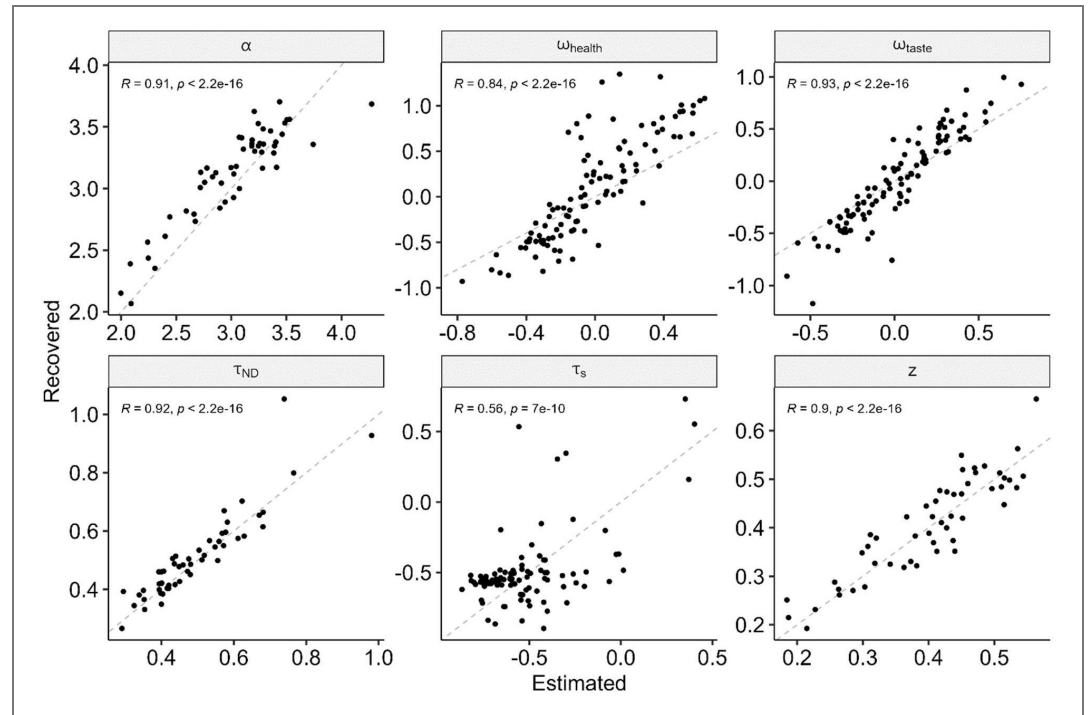 α
ω_health
ω_taste
R = 0.91, p < 2.2e-16
R = 0.84, p < 2.2e-16
R = 0.93, p < 2.2e-16
4.0
3.5
3.0
2.5
2.0
1.0
0.5
0.0
-0.5
-1.0
1.0
0.5
0.0
-0.5
-1.0
2.0 2.5 3.0 3.5 4.0
-0.8 -0.4 0.0 0.4
-0.5 0.0 0.5
Recovered
τ_ND
τ_s
z
R = 0.92, p < 2.2e-16
R = 0.56, p = 7e-10
R = 0.9, p < 2.2e-16
1.0
0.8
0.6
0.4
0.5
0.0
-0.5
0.6
0.5
0.4
0.3
0.2
0.4 0.6 0.8 1.0
-0.5 0.0 0.5
0.2 0.3 0.4 0.5
Estimated